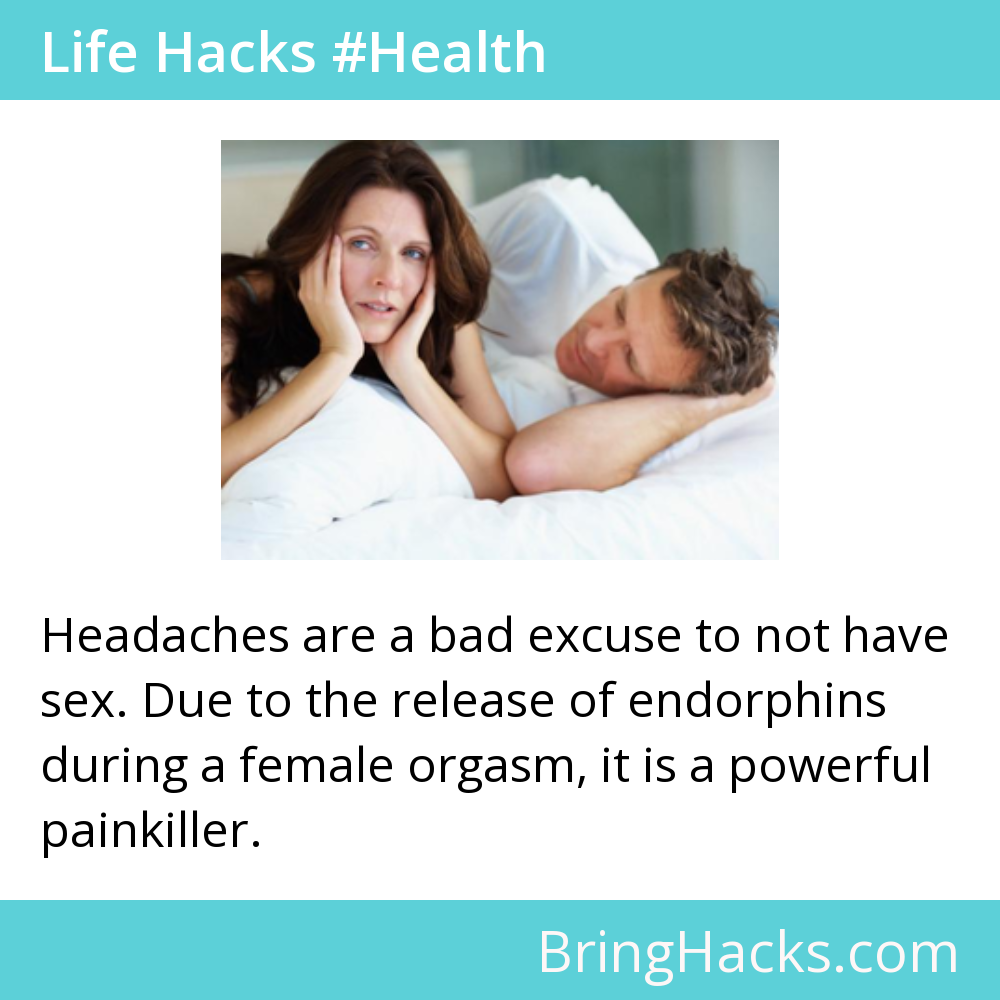 Life Hacks #Health
Headaches are a bad excuse to not have
sex. Due to the release of endorphins
during a female orgasm, it is a powerful
painkiller.
BringHacks.com